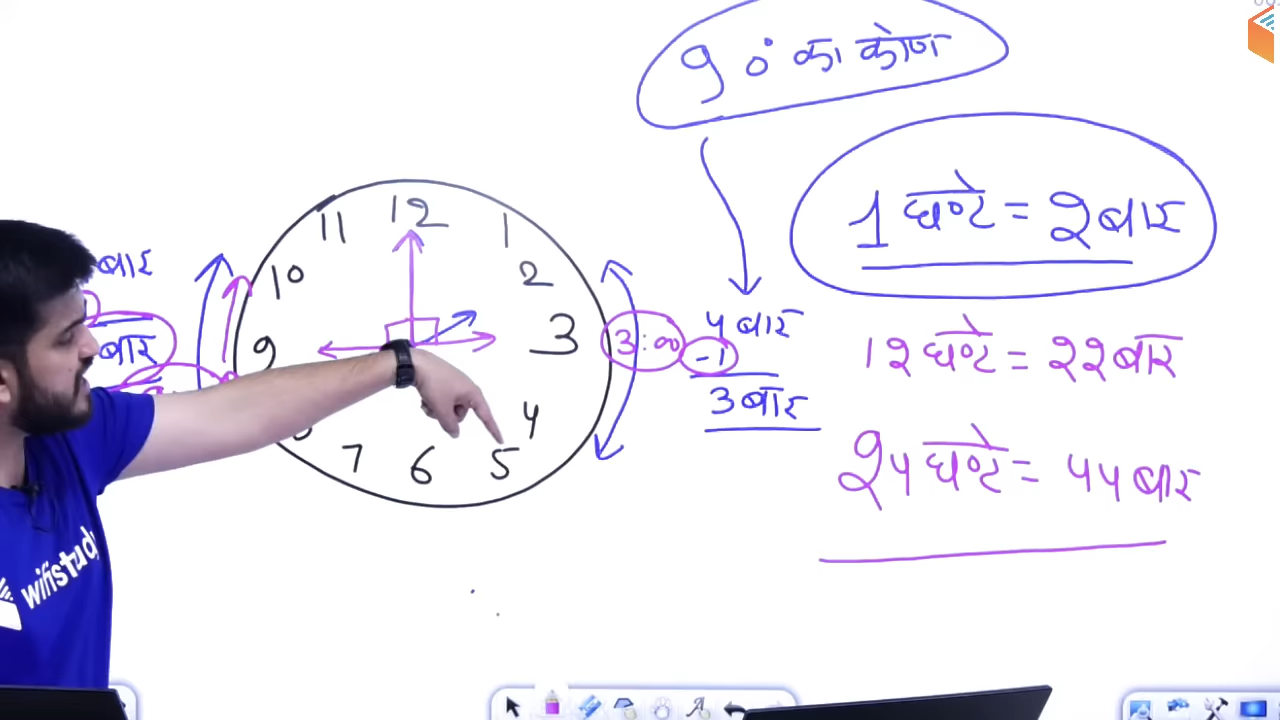 90° का कोण
1 घण्टे = 2 बार
12 घण्टे = 22 बार
24 घण्टे = 44 बार
12
11
1
10
2
9
3
4
7
6
5
3:00
4 बार
-1
3 बार
बार
बार
wifistudy